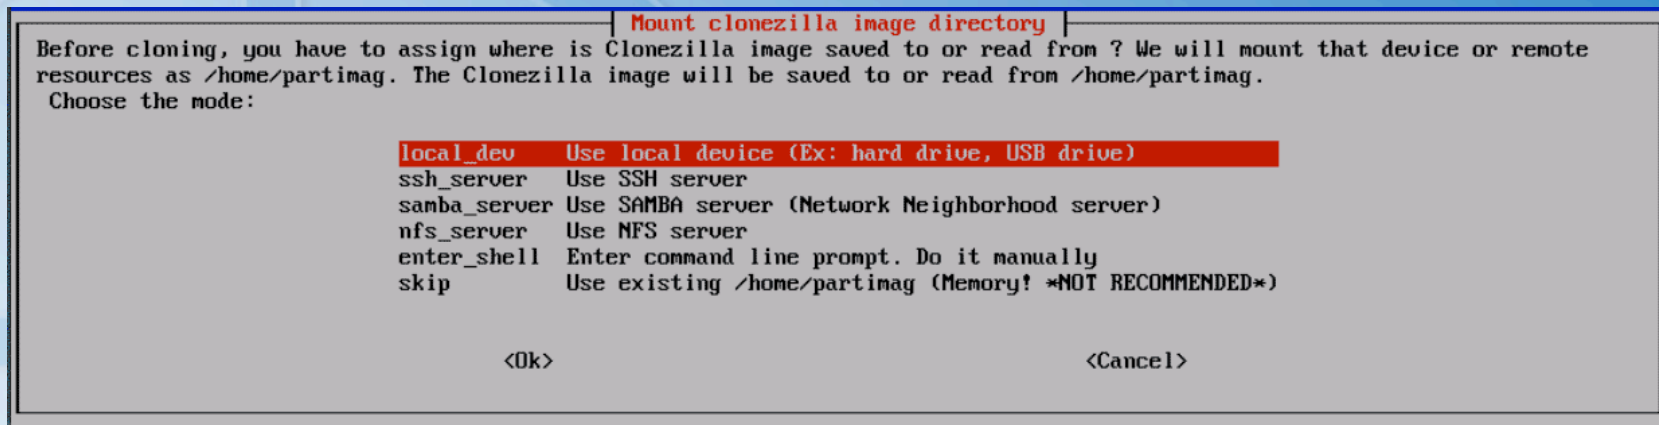 Mount clonezilla image directory
Before cloning, you have to assign where is Clonezilla image saved to or read from ? We will mount that device or remote
resources as /home/partimag. The Clonezilla image will be saved to or read from /home/partimag.
Choose the mode:
local_dev Use local device (Ex: hard drive, USB drive)
ssh_server Use SSH server
samba_server Use SAMBA server (Network Neighborhood server)
nfs_server Use NFS server
enter_shell Enter command line prompt. Do it manually
skip Use existing /home/partimag (Memory! *NOT RECOMMENDED*)
<Ok> <Cancel>